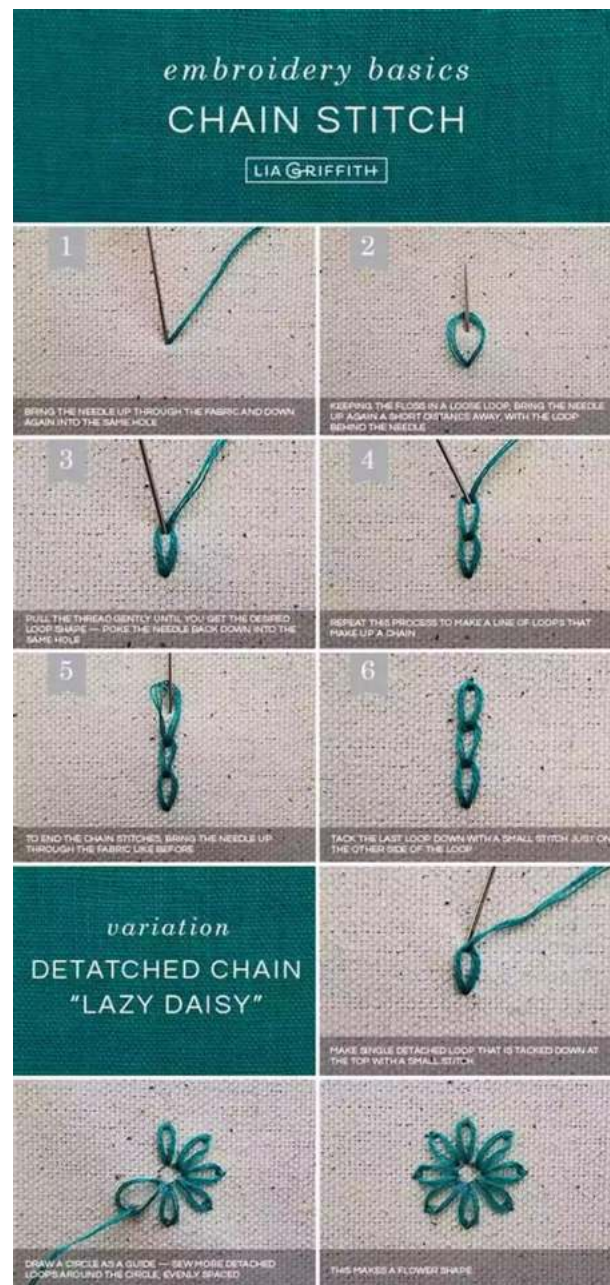 embroidery basics
CHAIN STITCH
LIA GRIFFITH
1
BRING THE NEEDLE UP THROUGH THE FABRIC AND DOWN
AGAIN INTO THE SAME HOLE
2
KEEPING THE FLOSS IN A LOOSE LOOP, BRING THE NEEDLE
UP AGAIN A SHORT DISTANCE AWAY, WITH THE LOOP
BEHIND THE NEEDLE
3
PULL THE THREAD GENTLY UNTIL YOU GET THE DESIRED
LOOP SHAPE — POKE THE NEEDLE BACK DOWN INTO THE
SAME HOLE
4
REPEAT THIS PROCESS TO MAKE A LINE OF LOOPS THAT
MAKE UP A CHAIN
5
TO END THE CHAIN STITCHES, BRING THE NEEDLE UP
THROUGH THE FABRIC LIKE BEFORE
6
TACK THE LAST LOOP DOWN WITH A SMALL STITCH JUST ON
THE OTHER SIDE OF THE LOOP
variation
DETATCHED CHAIN
"LAZY DAISY"
MAKE SINGLE DETACHED LOOP THAT IS TACKED DOWN AT
THE TOP WITH A SMALL STITCH
DRAW A CIRCLE AS A GUIDE — SEW MORE DETACHED
LOOPS AROUND THE CIRCLE, EVENLY SPACED
THIS MAKES A FLOWER SHAPE